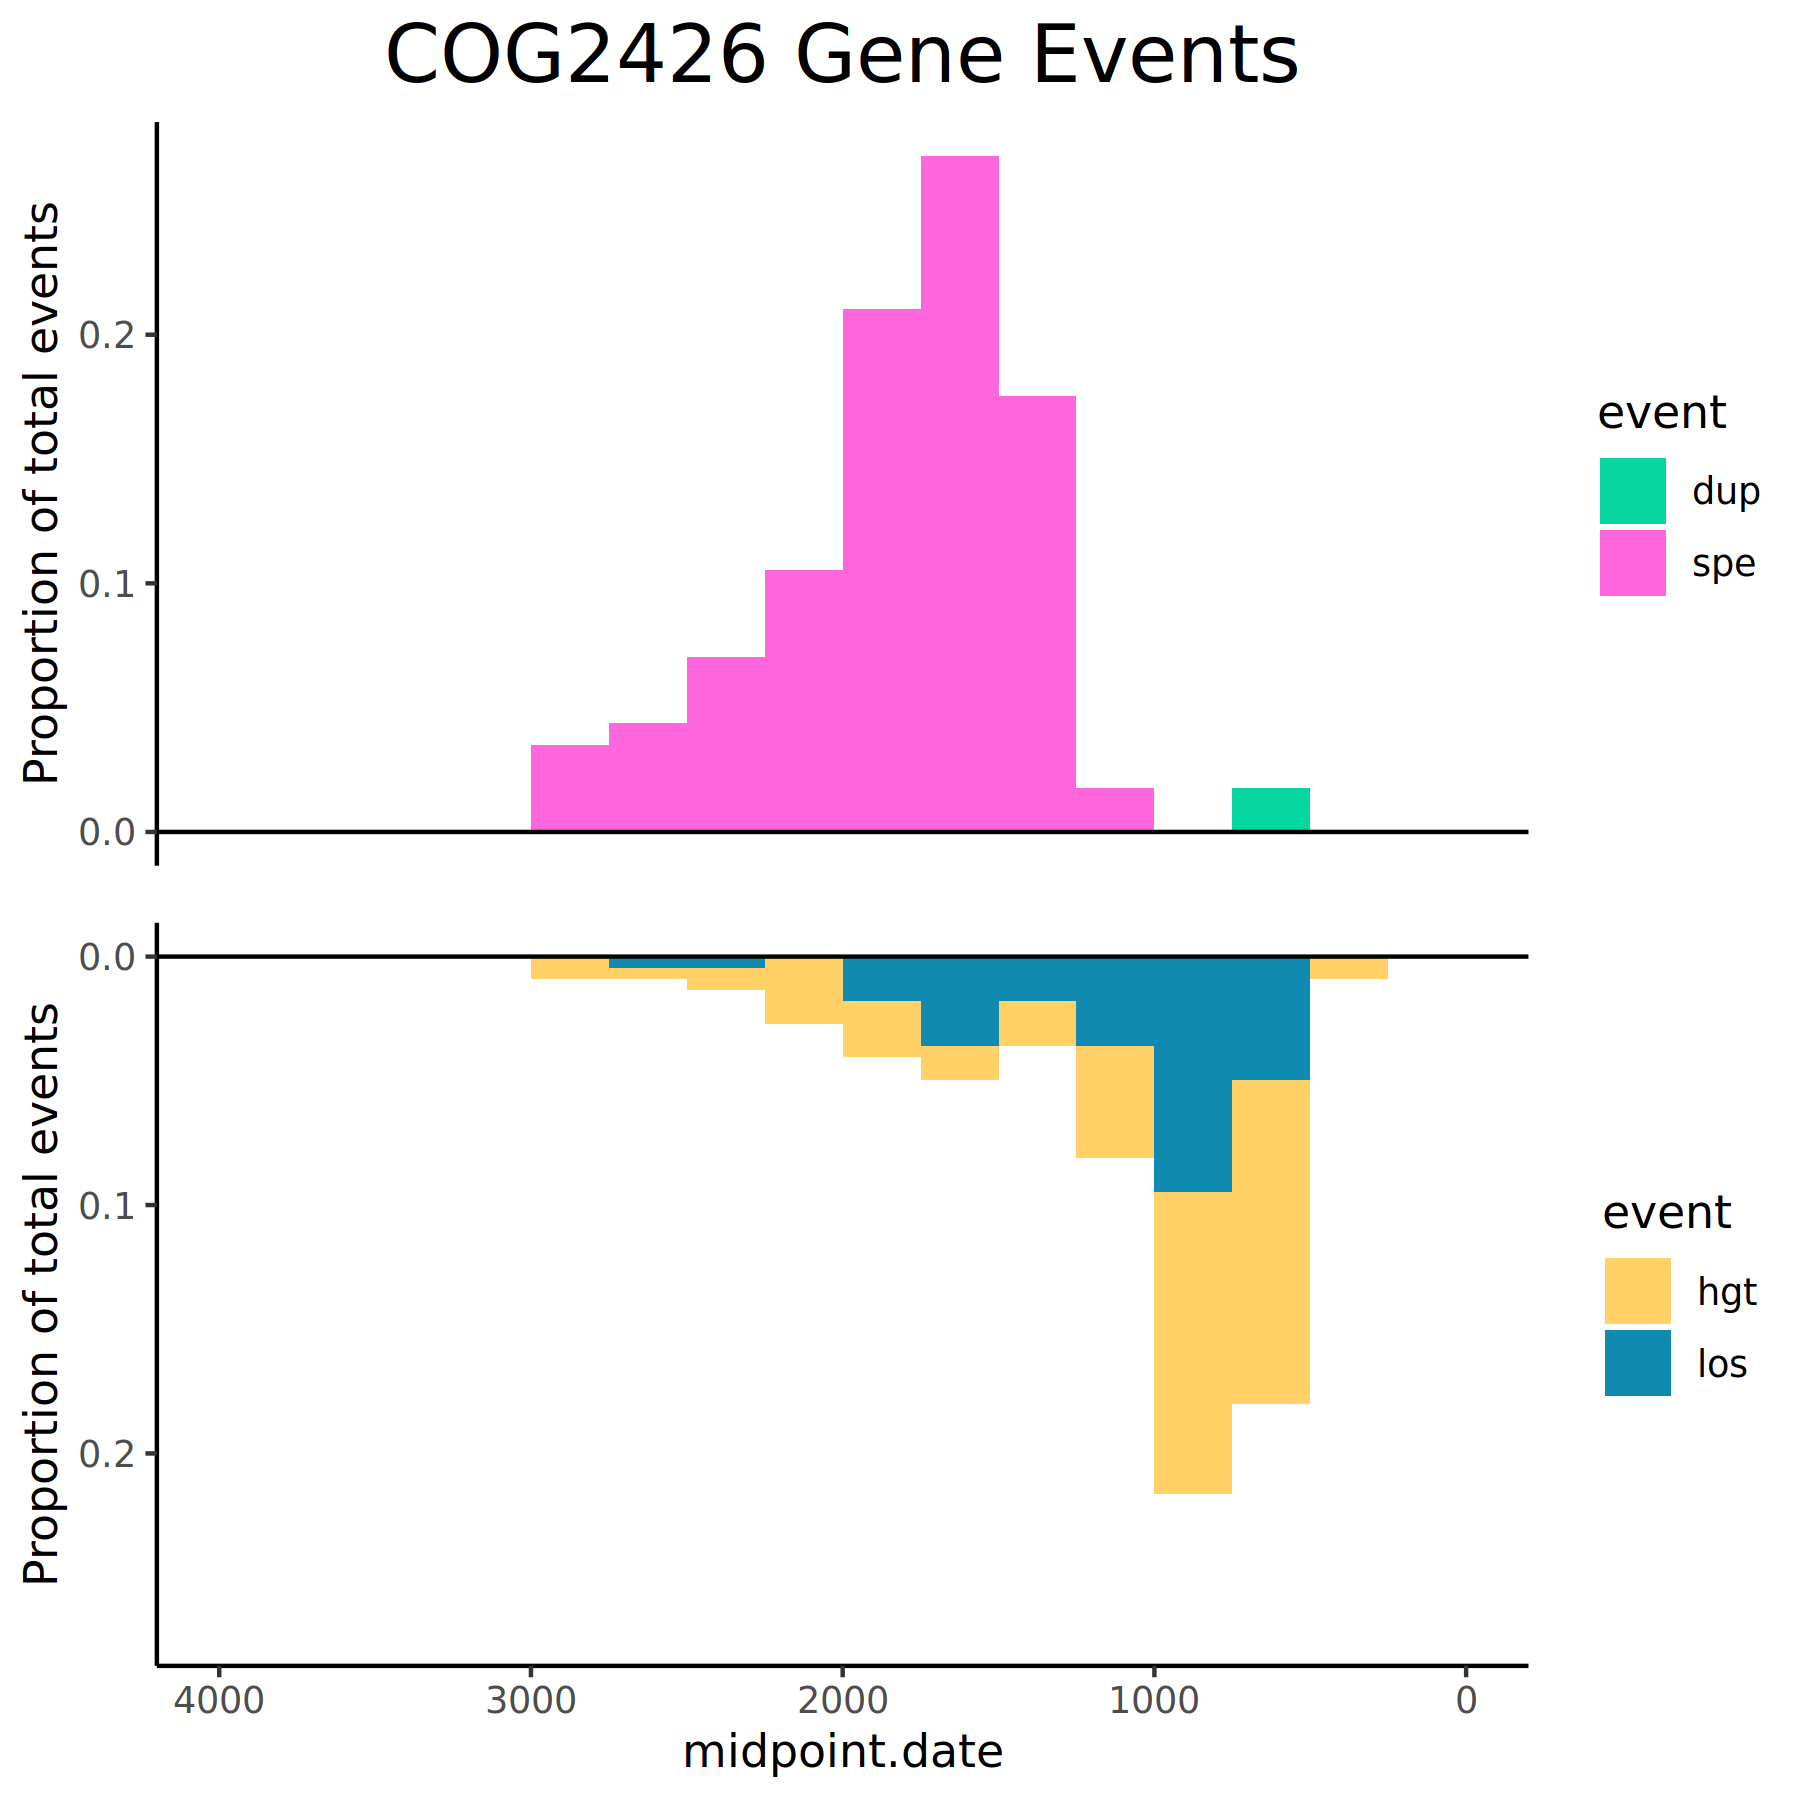 COG2426 Gene Events
Proportion of total events
0.2
0.1
0.0
event
dup
spe
Proportion of total events
0.0
0.1
0.2
event
hgt
los
4000 3000 2000 1000 0
midpoint.date